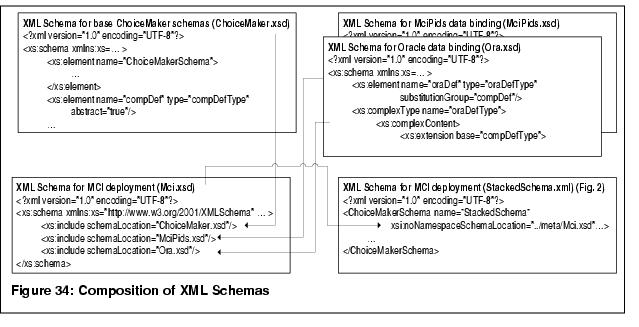 XML Schema for base ChoiceMaker schemas (ChoiceMaker.xsd)
<?xml version="1.0" encoding="UTF-8"?>
<xs:schema xmlns:xs=... >
<xs:element name="ChoiceMakerSchema">
...
</xs:element>
<xs:element name="compDef" type="compDefType"
abstract="true"/>
...
XML Schema for MciPids data binding (MciPids.xsd)
<?xml version="1.0" encoding="UTF-8"?>
XML Schema for Oracle data binding (Ora.xsd)
<?xml version="1.0" encoding="UTF-8"?>
<xs:schema xmlns:xs=... >
<xs:element name="oraDef" type="oraDefType"
substitutionGroup="compDef"/>
<xs:complexType name="oraDefType">
<xs:complexContent>
<xs:extension base="compDefType">
XML Schema for MCI deployment (Mci.xsd)
<?xml version="1.0" encoding="UTF-8"?>
<xs:schema xmlns:xs="http://www.w3.org/2001/XMLSchema" ... >
<xs:include schemaLocation="ChoiceMaker.xsd"/>
<xs:include schemaLocation="MciPids.xsd"/>
<xs:include schemaLocation="Ora.xsd"/>
</xs:schema>
XML Schema for MCI deployment (StackedSchema.xml) (Fig. 2)
<?xml version="1.0" encoding="UTF-8"?>
<ChoiceMakerSchema name="StackedSchema"
xsi:noNamespaceSchemaLocation="../meta/Mci.xsd"...>
...
</ChoiceMakerSchema>
Figure 34: Composition of XML Schemas